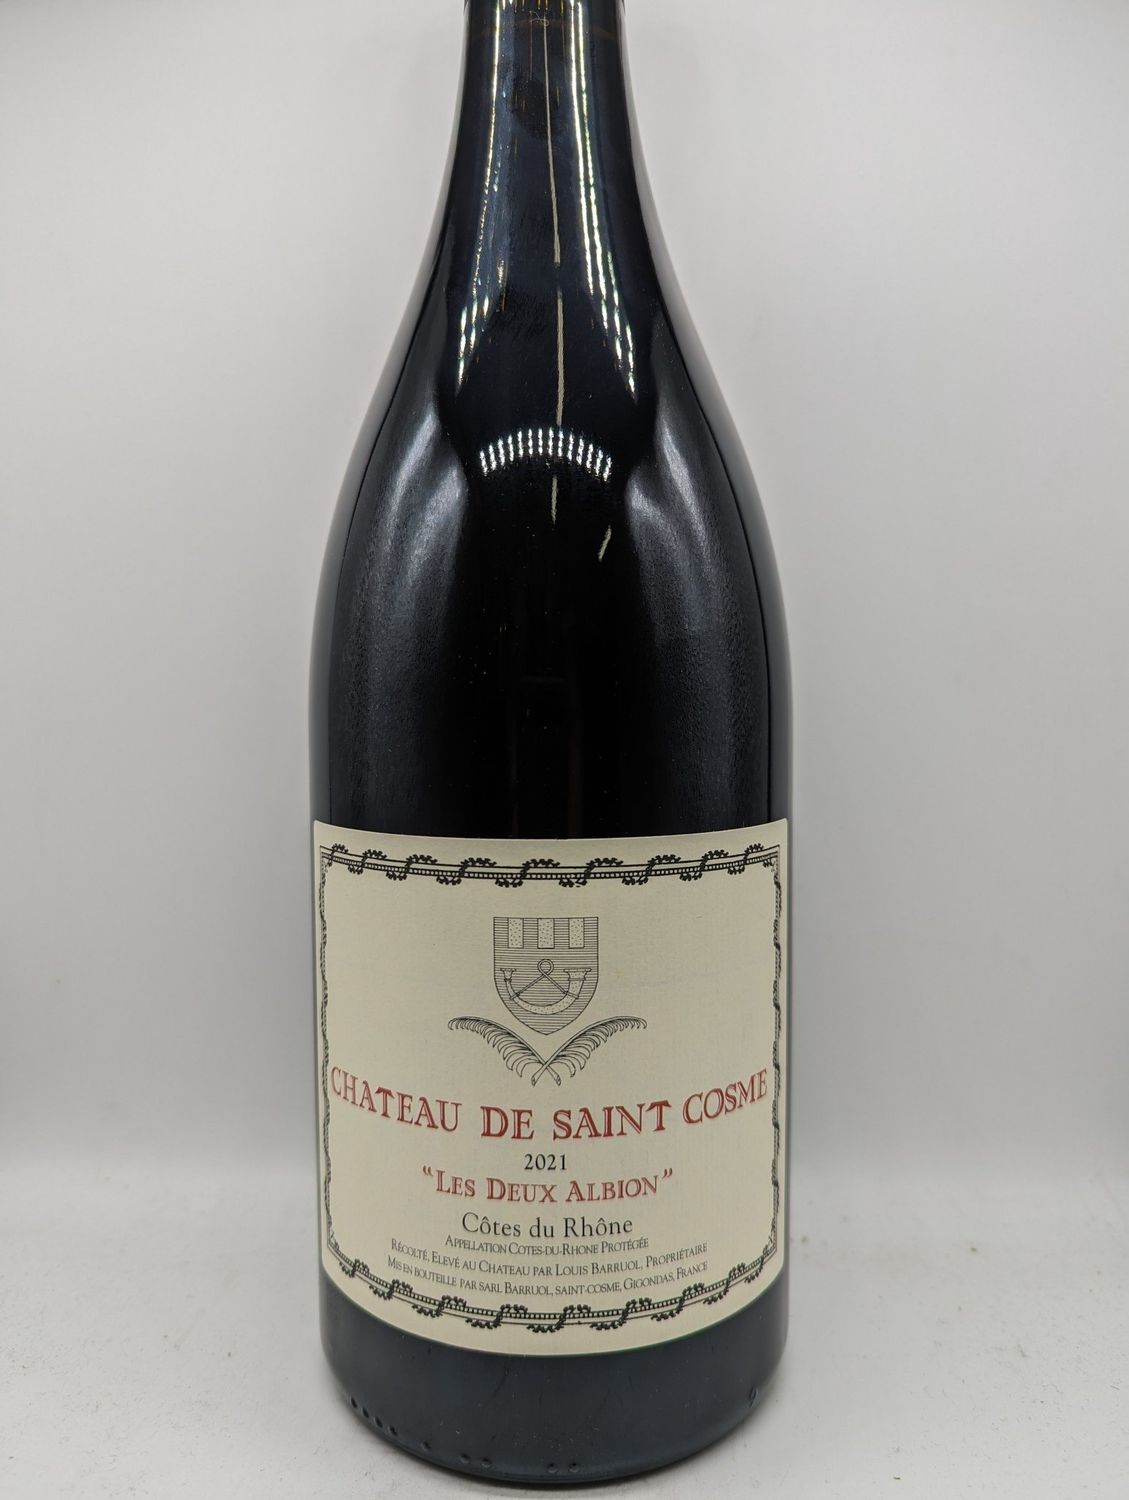 CHATEAU DE SAINT COSME
2021
“LES DEUX ALBION”
Côtes du Rhône
APPELLATION COTES-DU-RHONE PROTÉGÉE
RÉCOLTÉ, ELEVÉ AU CHATEAU PAR LOUIS BARRUOL, PROPRIÉTAIRE
MIS EN BOUTEILLE PAR SARL BARRUOL, SAINT-COSME, GIGONDAS, FRANCE